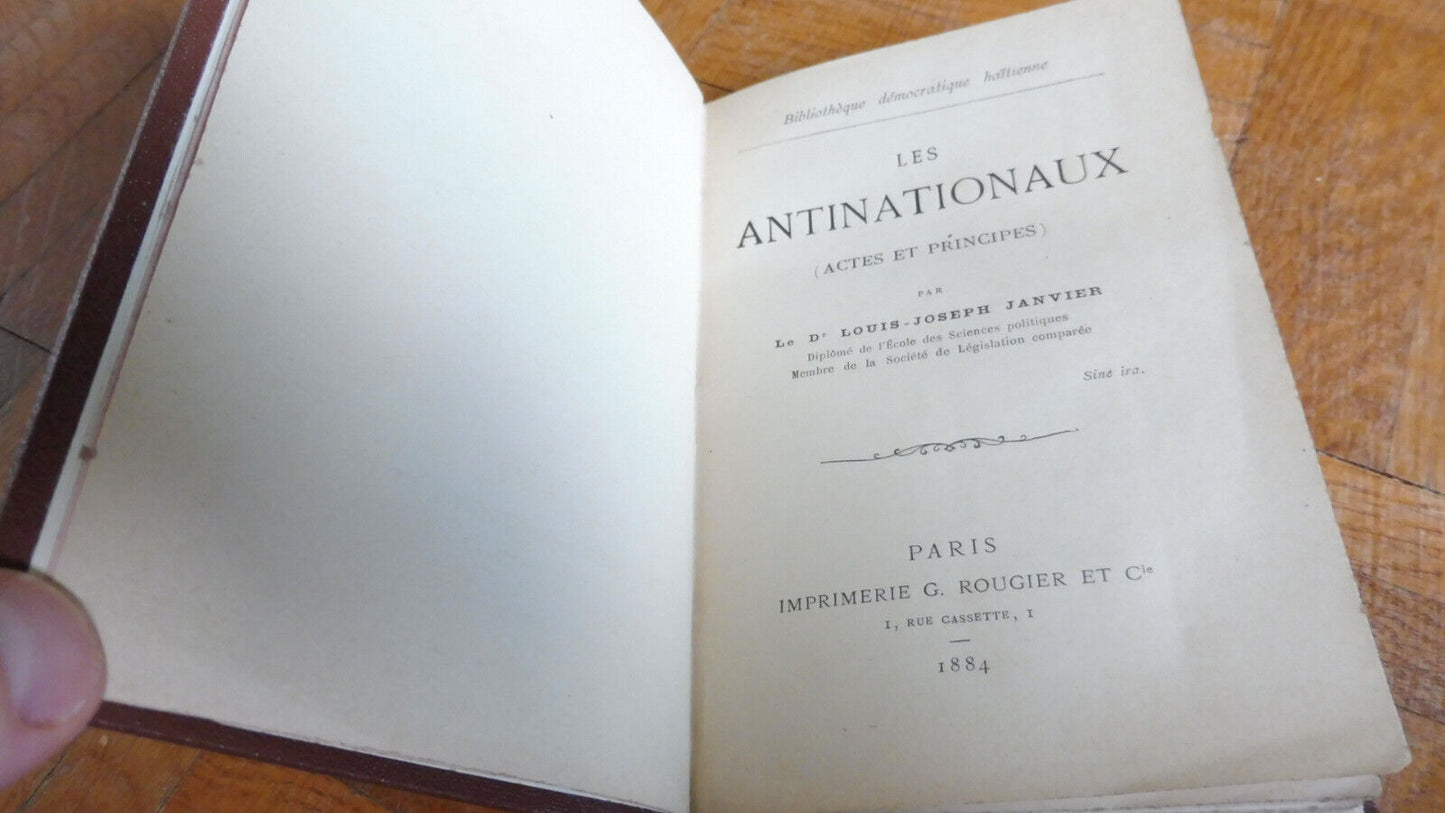 Bibliothèque démocratique haïtienne
LES
ANTINATIONAUX
(ACTES ET PRINCIPES)
PAR
Le Dr LOUIS-JOSEPH JANVIER
Diplômé de l'École des Sciences politiques
Membre de la Société de Législation comparée
Sine ira.
PARIS
IMPRIMERIE G. ROUGIER ET Cie
1, RUE CASSETTE, 1
1884